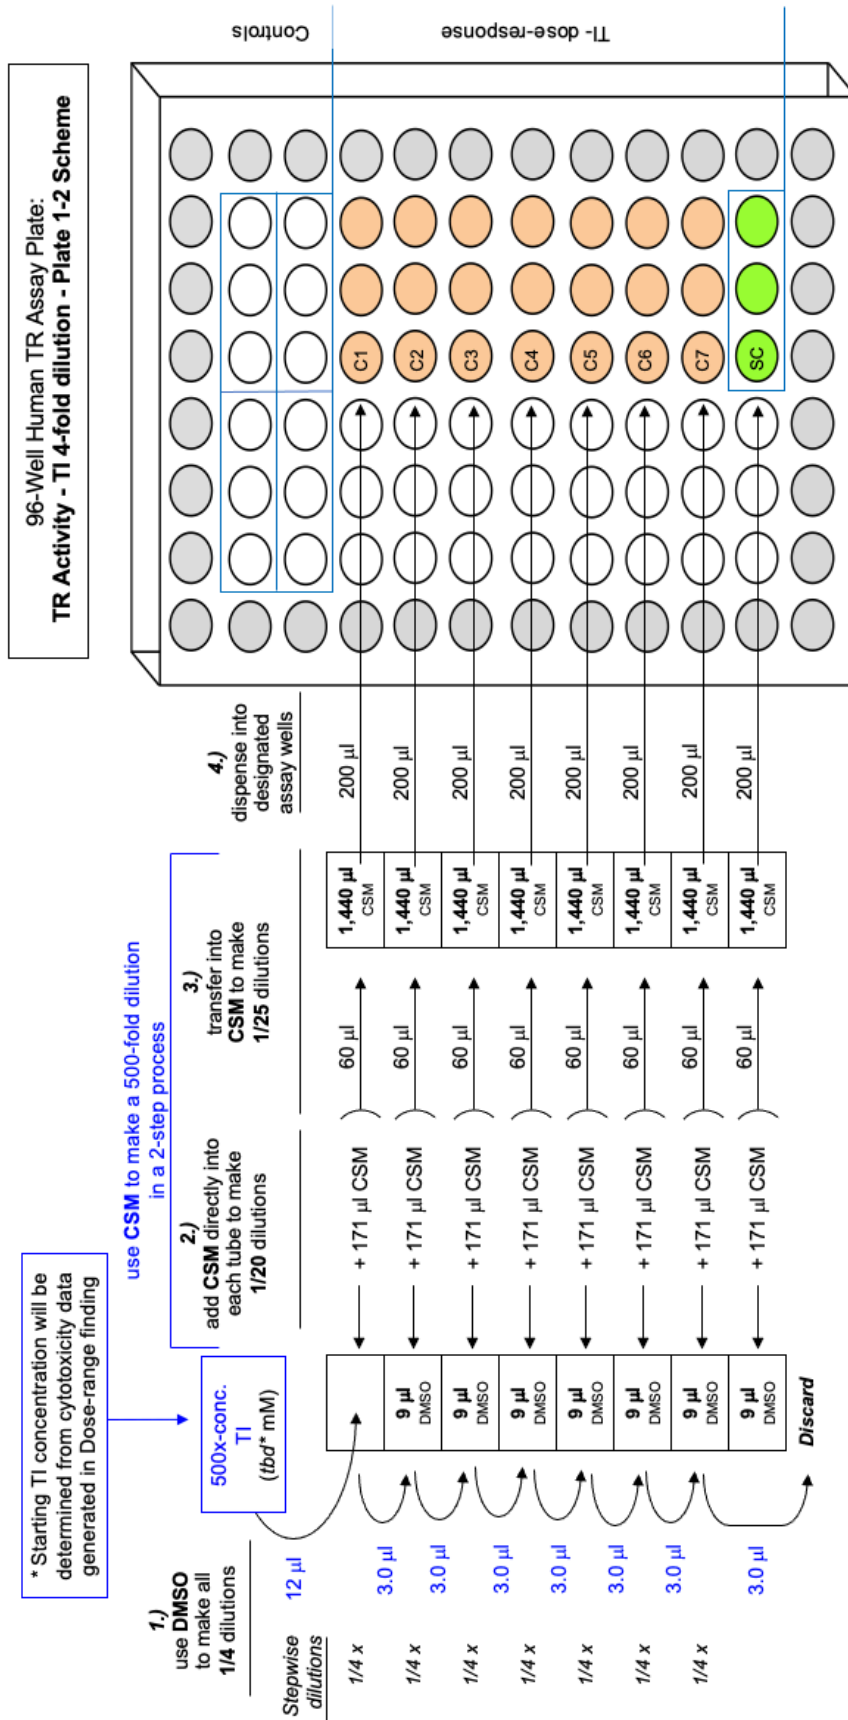 96-Well Human TR Assay Plate:
TR Activity - TI 4-fold dilution - Plate 1-2 Scheme
* Starting TI concentration will be
determined from cytotoxicity data
generated in Dose-range finding
use CSM to make a 500-fold dilution
in a 2-step process
1.)
use DMSO
to make all
1/4 dilutions
2.)
add CSM directly into
each tube to make
1/20 dilutions
3.)
transfer into
CSM to make
1/25 dilutions
4.)
dispense into
designated
assay wells
500x-conc.
TI
(tbd* mM)
Stepwise
dilutions
12 µl
1/4 x
+ 171 µl CSM
60 µl
1,440 µl
CSM
200 µl
C1
3.0 µl
1/4 x
9 µl
DMSO
+ 171 µl CSM
60 µl
1,440 µl
CSM
200 µl
C2
3.0 µl
1/4 x
9 µl
DMSO
+ 171 µl CSM
60 µl
1,440 µl
CSM
200 µl
C3
3.0 µl
1/4 x
9 µl
DMSO
+ 171 µl CSM
60 µl
1,440 µl
CSM
200 µl
C4
3.0 µl
1/4 x
9 µl
DMSO
+ 171 µl CSM
60 µl
1,440 µl
CSM
200 µl
C5
3.0 µl
1/4 x
9 µl
DMSO
+ 171 µl CSM
60 µl
1,440 µl
CSM
200 µl
C6
3.0 µl
1/4 x
9 µl
DMSO
+ 171 µl CSM
60 µl
1,440 µl
CSM
200 µl
C7
3.0 µl
9 µl
DMSO
+ 171 µl CSM
60 µl
1,440 µl
CSM
200 µl
SC
Discard
Controls
TI- dose-response